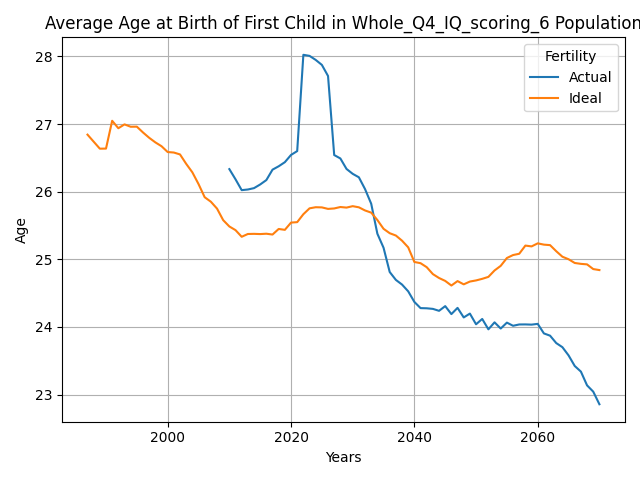 Average Age at Birth of First Child in Whole_Q4_IQ_scoring_6 Population
28
27
26
25
24
23
Age
Fertility
Actual
Ideal
2000
2020
2040
2060
Years